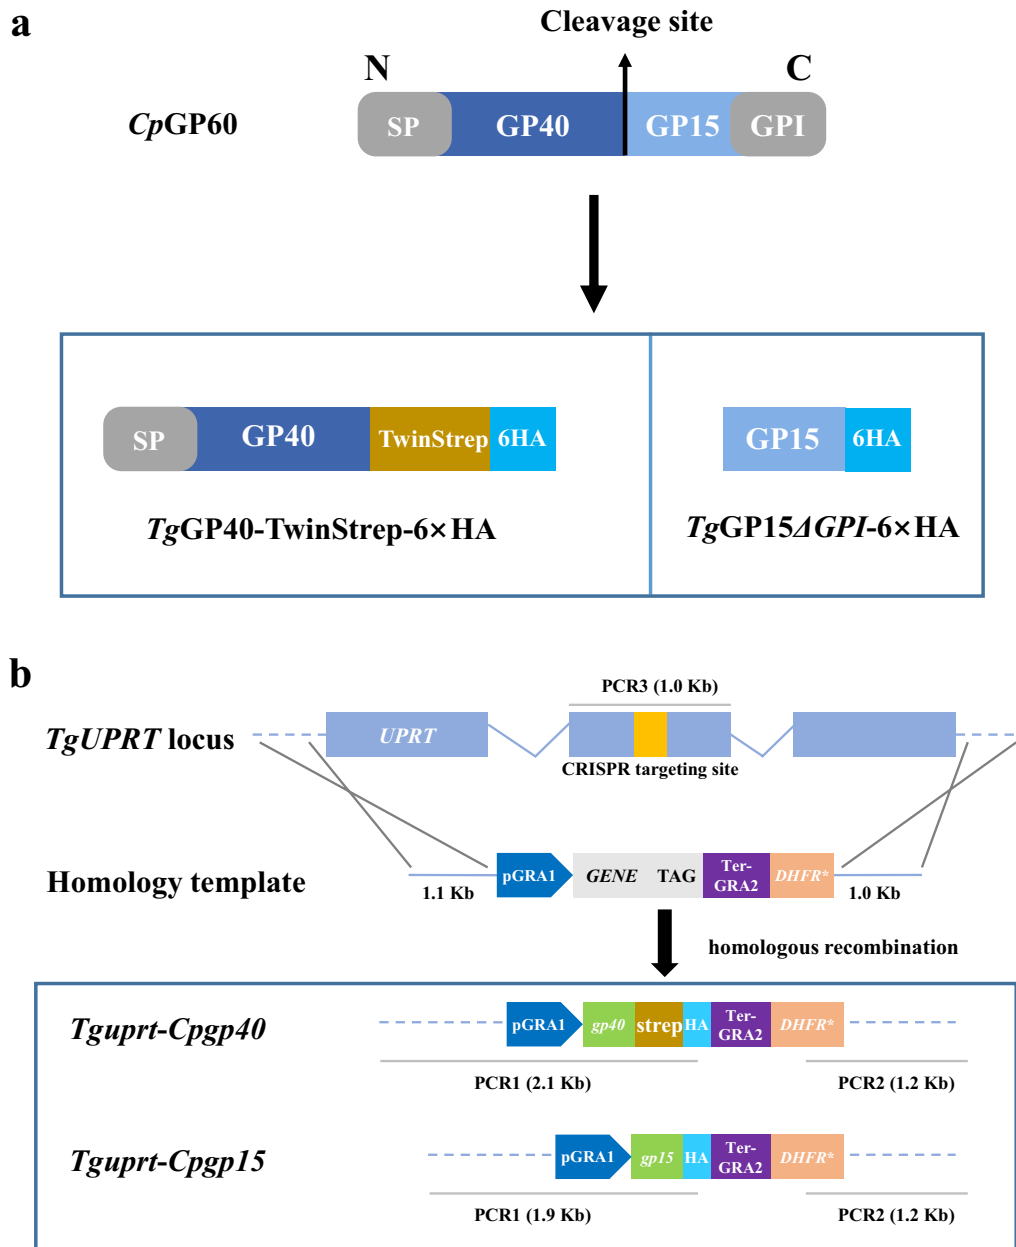 a
Cleavage site
N
C
CpGP60
SP
GP40
GP15
GPI
SP
GP40
TwinStrep
6HA
GP15
6HA
TgGP40-TwinStrep-6×HA
TgGP15ΔGPI-6×HA
b
PCR3 (1.0 Kb)
TgUPRT locus
UPRT
CRISPR targeting site
Homology template
1.1 Kb
pGRA1
GENE
TAG
Ter-
GRA2
DHFR*
1.0 Kb
homologous recombination
Tguprt-Cpgp40
pGRA1
gp40
strep
HA
Ter-
GRA2
DHFR*
PCR1 (2.1 Kb)
PCR2 (1.2 Kb)
Tguprt-Cpgp15
pGRA1
gp15
HA
Ter-
GRA2
DHFR*
PCR1 (1.9 Kb)
PCR2 (1.2 Kb)